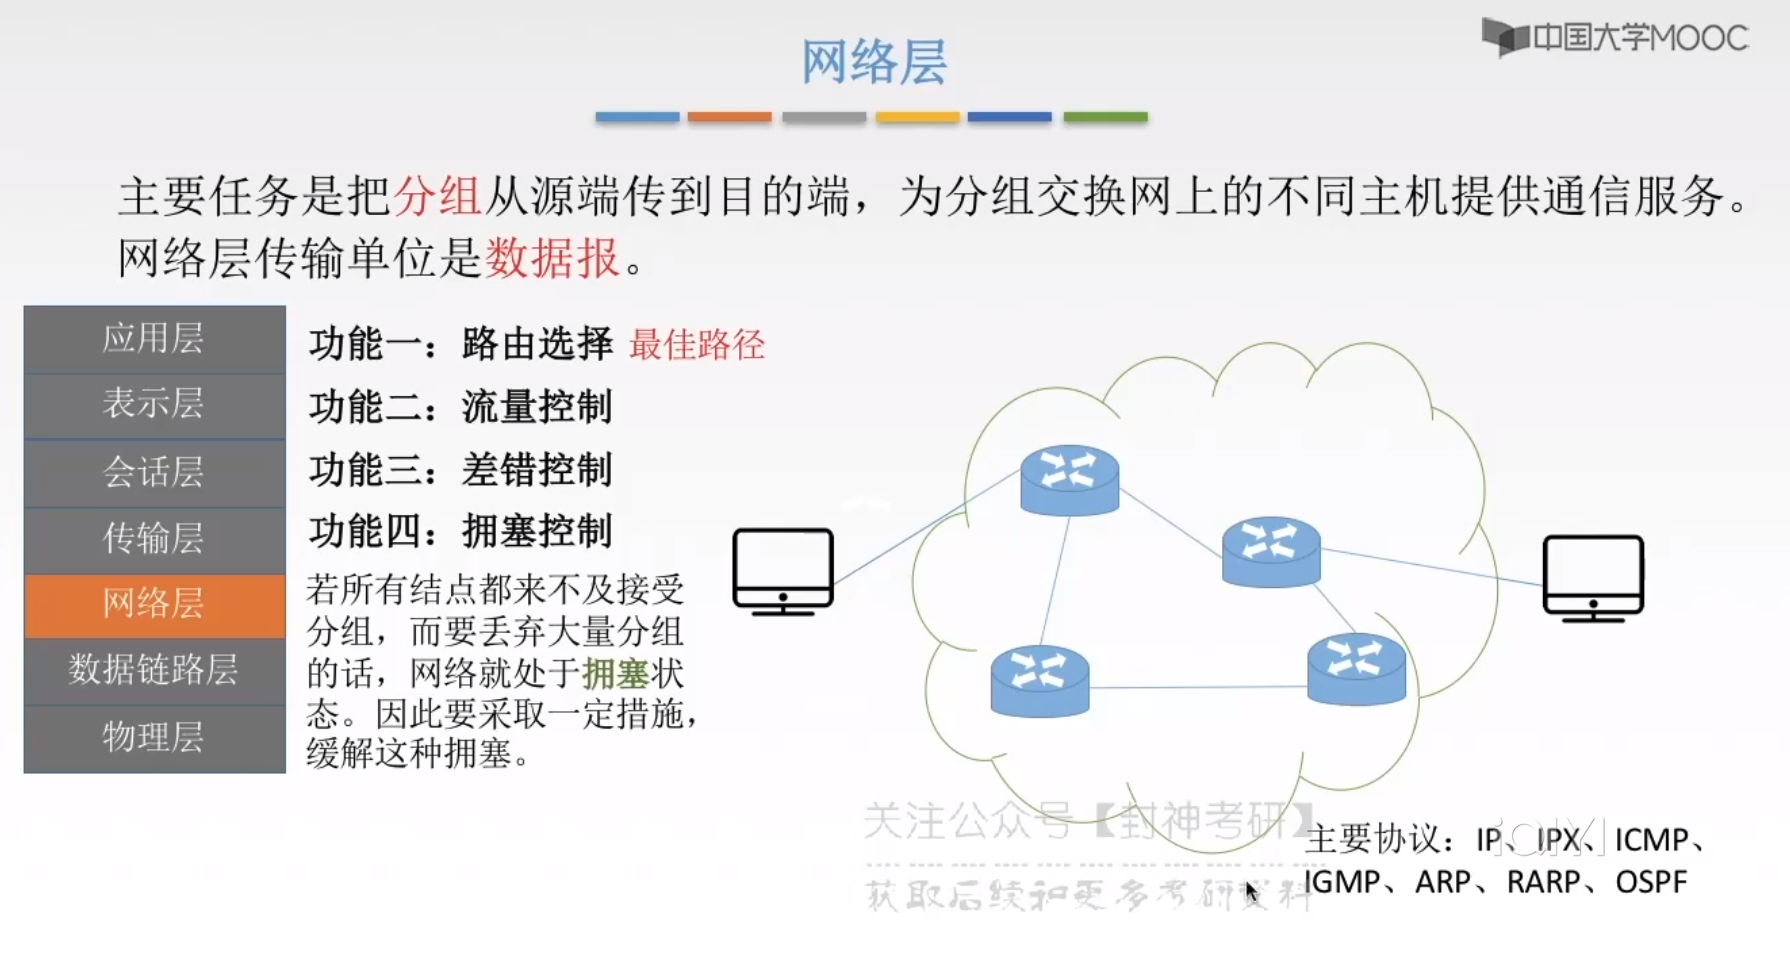 网络层
中国大学MOOC
主要任务是把分组从源端传到目的端，为分组交换网上的不同主机提供通信服务。
网络层传输单位是数据报。
应用层
表示层
会话层
传输层
网络层
数据链路层
物理层
功能一：路由选择 最佳路径
功能二：流量控制
功能三：差错控制
功能四：拥塞控制
若所有结点都来不及接受
分组，而要丢弃大量分组
的话，网络就处于拥塞状
态。因此要采取一定措施，
缓解这种拥塞。
关注公众号【封神考研】
获取后续和更多考研资料
主要协议：IP、IPX、ICMP、
IGMP、ARP、RARP、OSPF